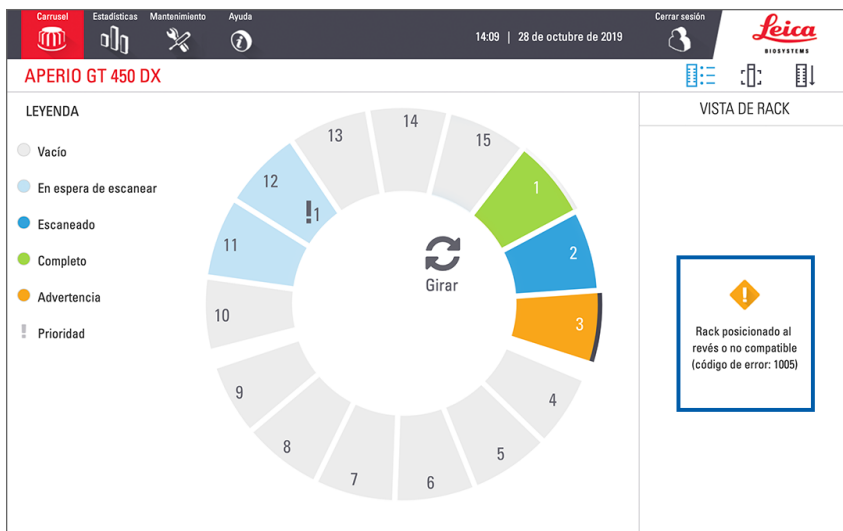 Carrusel
Estadísticas
Mantenimiento
Ayuda
14:09 | 28 de octubre de 2019
Cerrar sesión
Leica
BIOSYSTEMS
APERIO GT 450 DX
LEYENDA
Vacío
En espera de escanear
Escaneado
Completo
Advertencia
! Prioridad
1
2
3
4
5
6
7
8
9
10
11
12
!1
13
14
15
Girar
VISTA DE RACK
!
Rack posicionado al
revés o no compatible
(código de error: 1005)